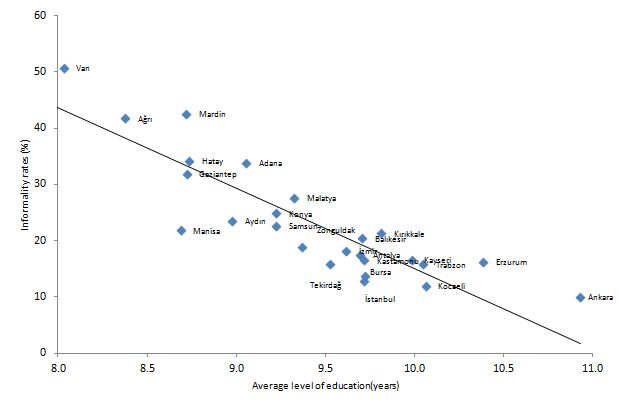 60
50
40
30
20
10
0
Informality rates (%)
Van
Ağrı
Mardin
Hatay
Adana
Gaziantep
Malatya
Konya
Aydın
Samsun
Zonguldak
Manisa
Kırıkkale
Balıkesir
İzmir
Antalya
Kastamonu
Kayseri
Trabzon
Erzurum
Bursa
Tekirdağ
Kocaeli
İstanbul
Ankara
8.0 8.5 9.0 9.5 10.0 10.5 11.0
Average level of education(years)